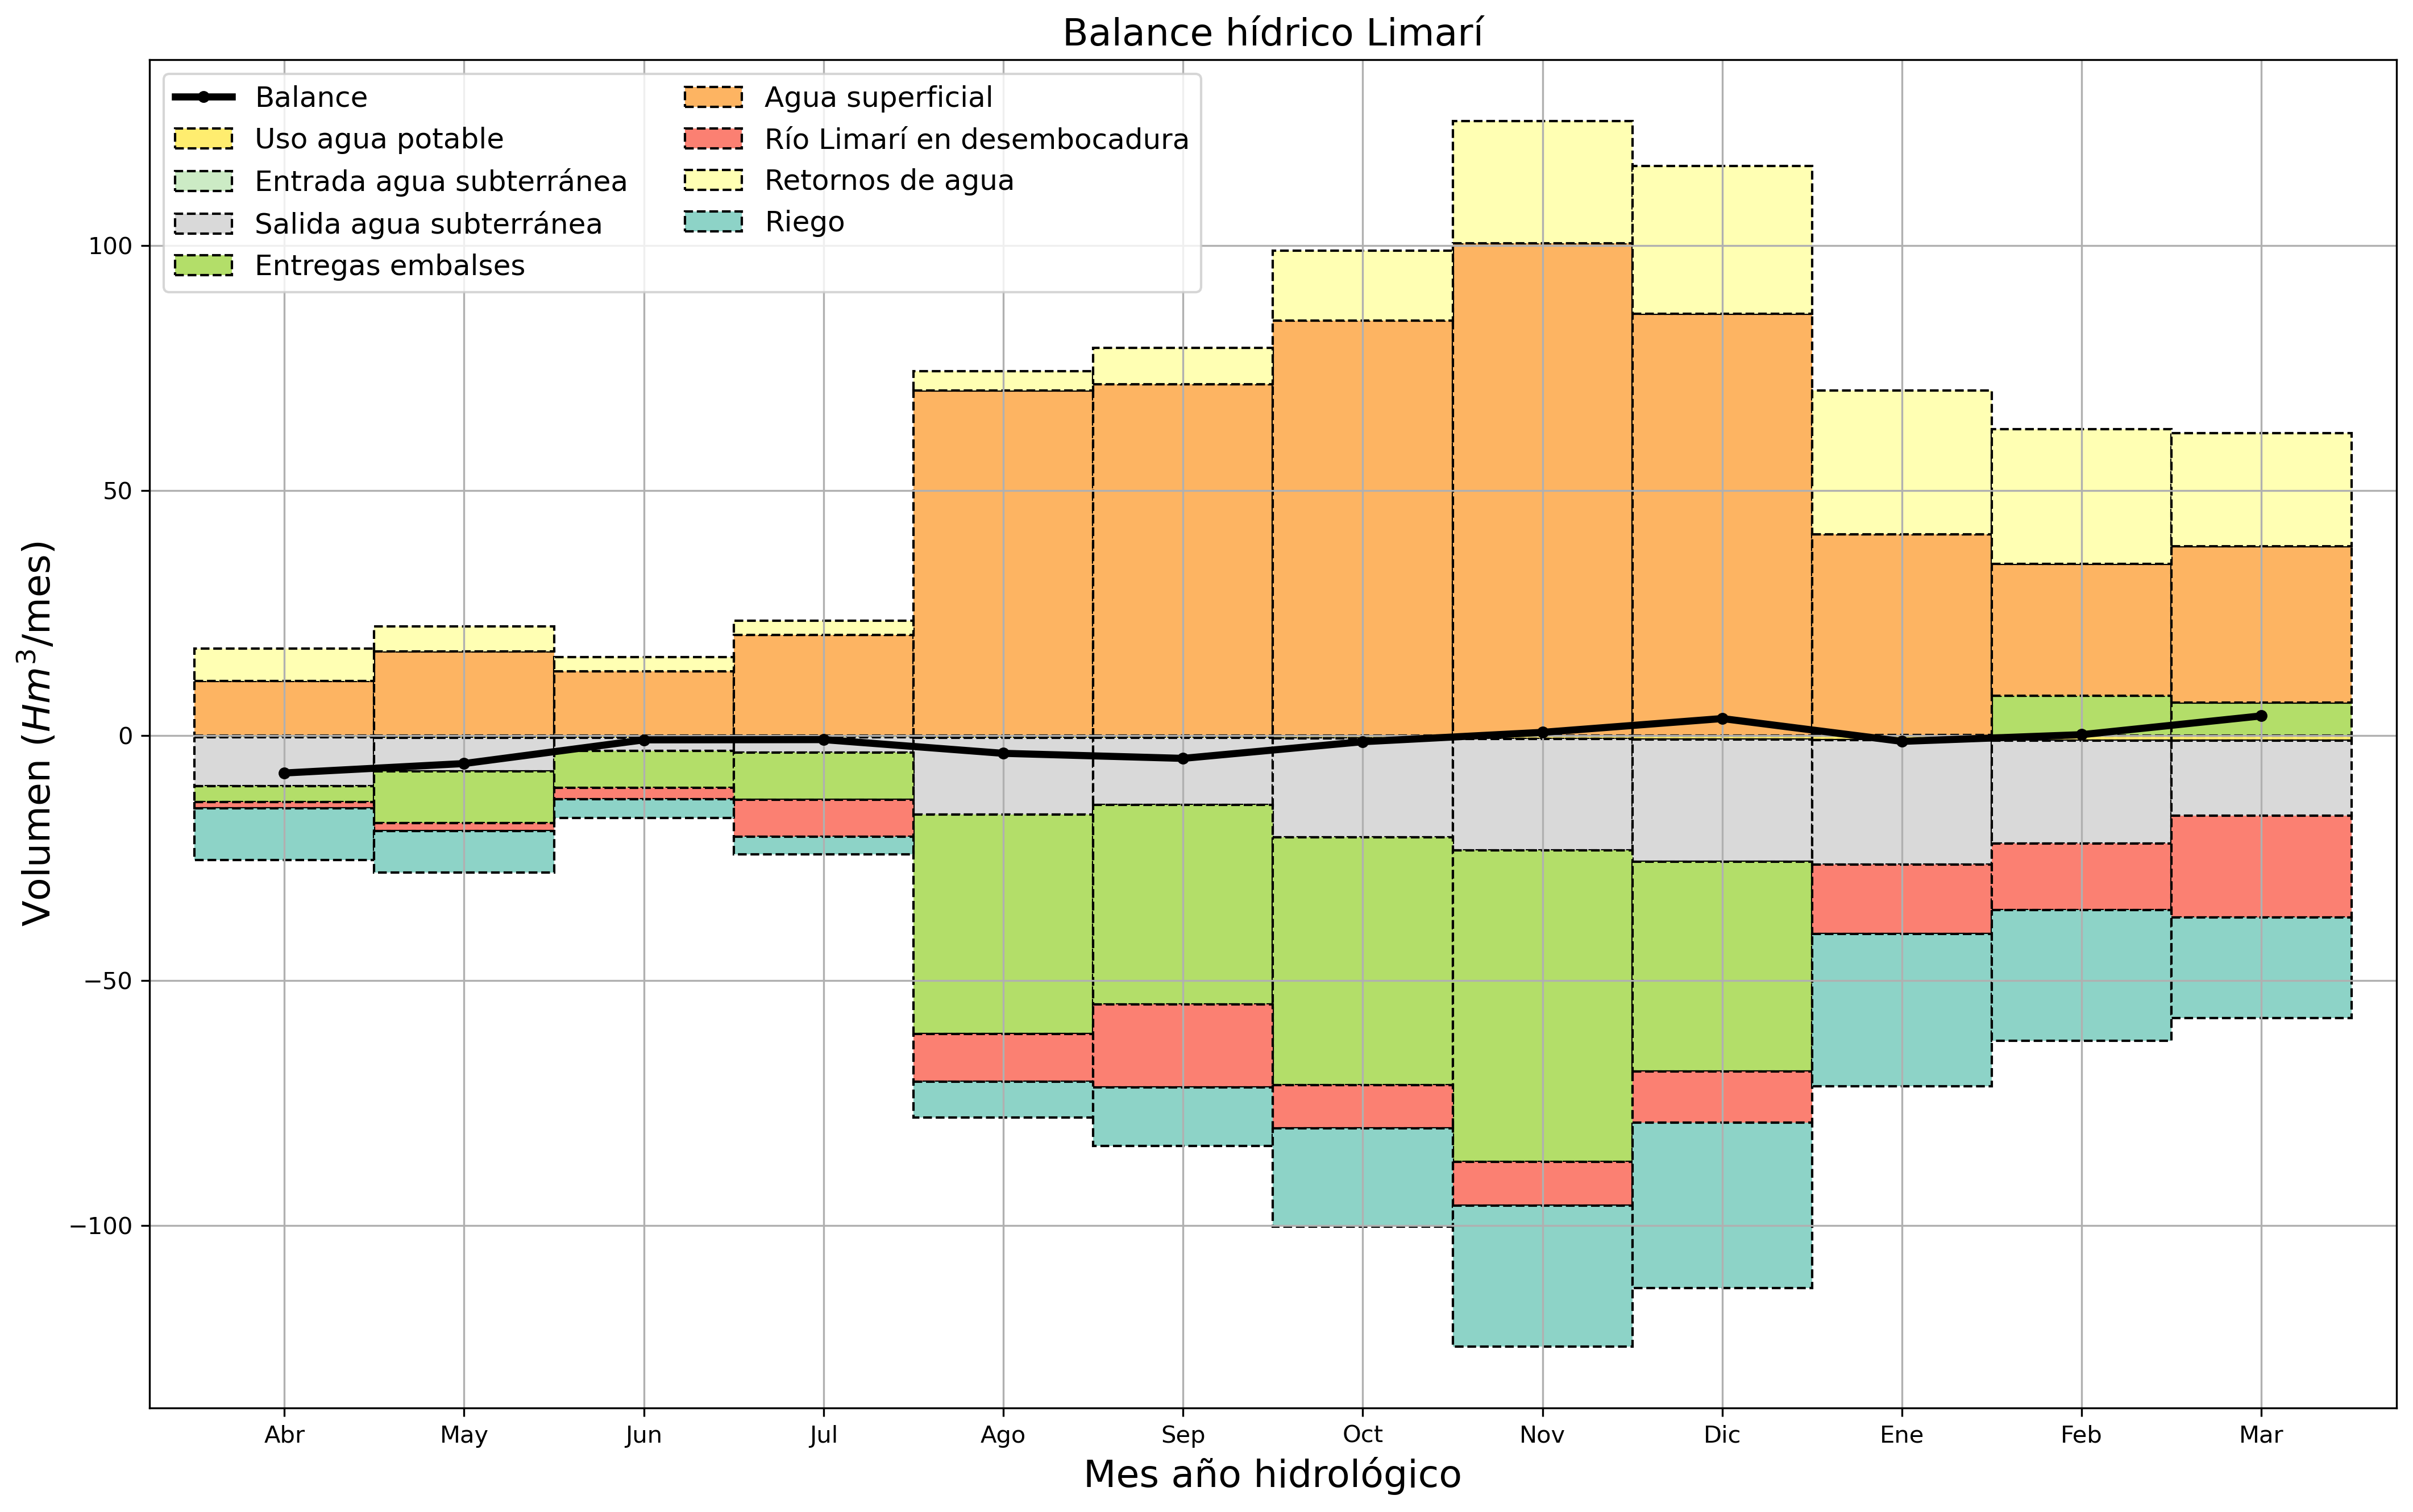 Balance hídrico Limarí
Balance
Uso agua potable
Entrada agua subterránea
Salida agua subterránea
Entregas embalses
Agua superficial
Río Limarí en desembocadura
Retornos de agua
Riego
Volumen (Hm³/mes)
100
50
0
−50
−100
Abr May Jun Jul Ago Sep Oct Nov Dic Ene Feb Mar
Mes año hidrológico